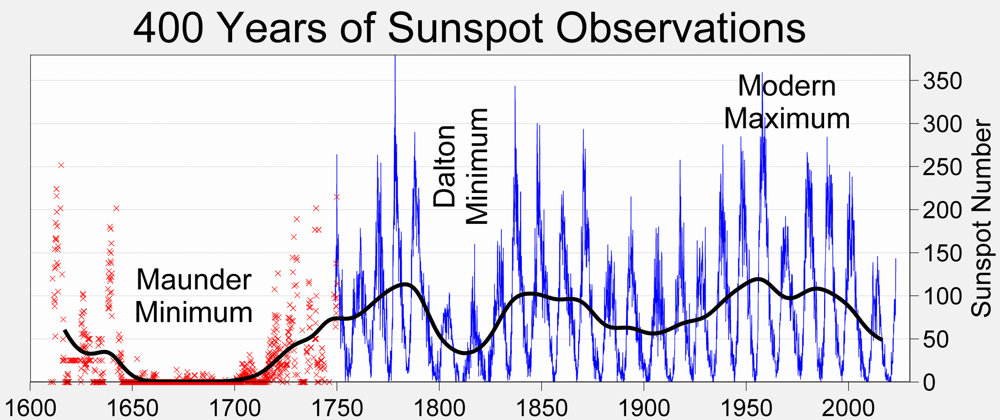 400 Years of Sunspot Observations
Modern
Maximum
Dalton
Minimum
Maunder
Minimum
350
300
250
200
150
100
50
0
Sunspot Number
1600
1650
1700
1750
1800
1850
1900
1950
2000